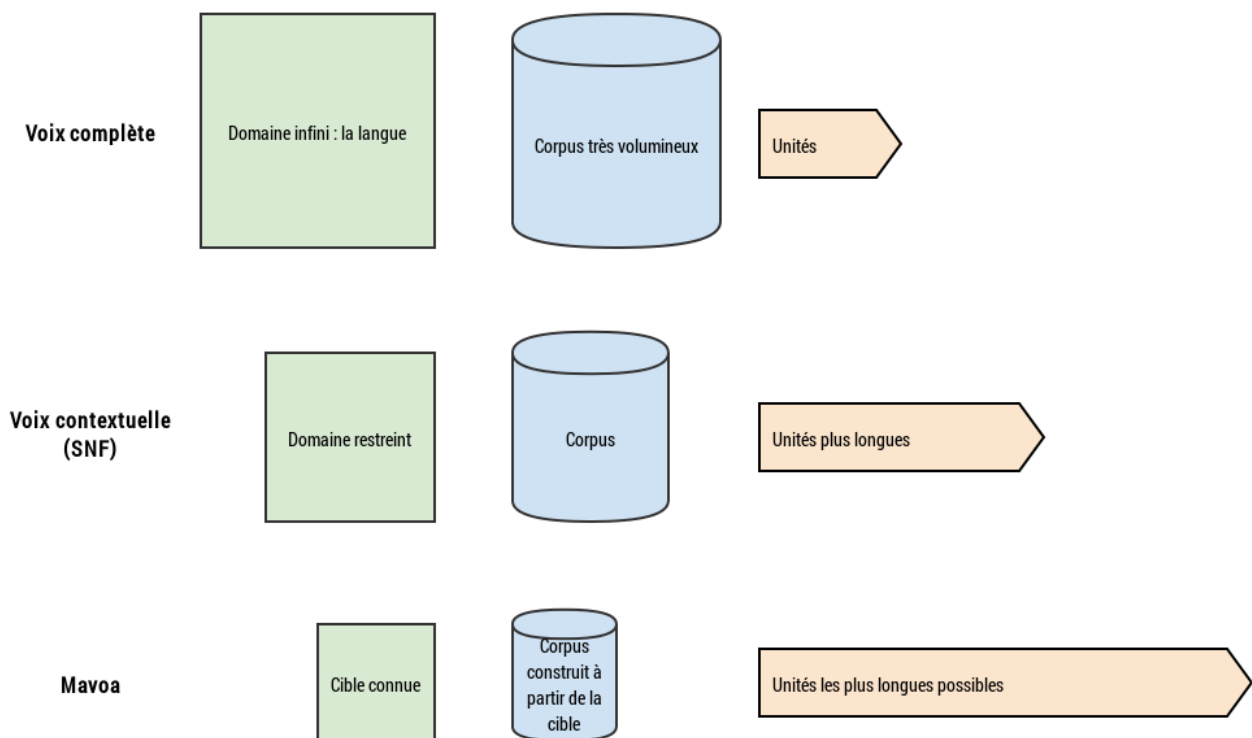 Voix complète
Domaine infini : la langue
Corpus très volumineux
Unités
Voix contextuelle
(SNF)
Domaine restreint
Corpus
Unités plus longues
Mavoa
Cible connue
Corpus
construit à
partir de la
cible
Unités les plus longues possibles